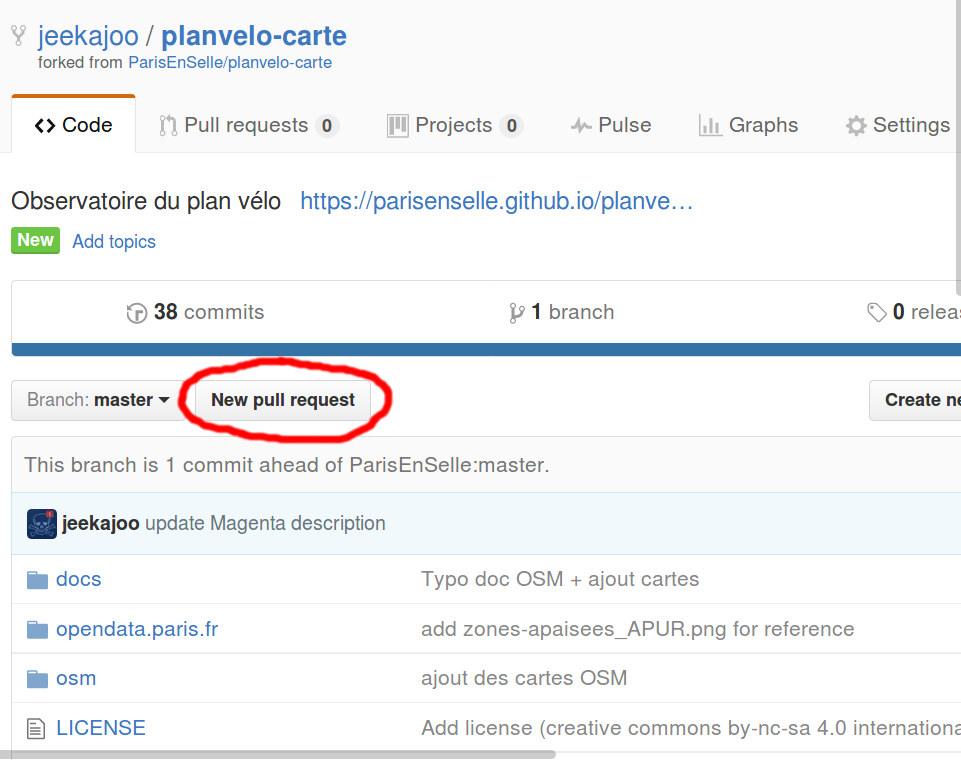 jeekajoo / planvelo-carte
forked from ParisEnSelle/planvelo-carte
Code Pull requests 0 Projects 0 Pulse Graphs Settings
Observatoire du plan vélo https://parisenselle.github.io/planve…
New Add topics
38 commits 1 branch 0 relea
Branch: master New pull request Create ne
This branch is 1 commit ahead of ParisEnSelle:master.
jeekajoo update Magenta description
docs Typo doc OSM + ajout cartes
opendata.paris.fr add zones-apaisees_APUR.png for reference
osm ajout des cartes OSM
LICENSE Add license (creative commons by-nc-sa 4.0 internationa